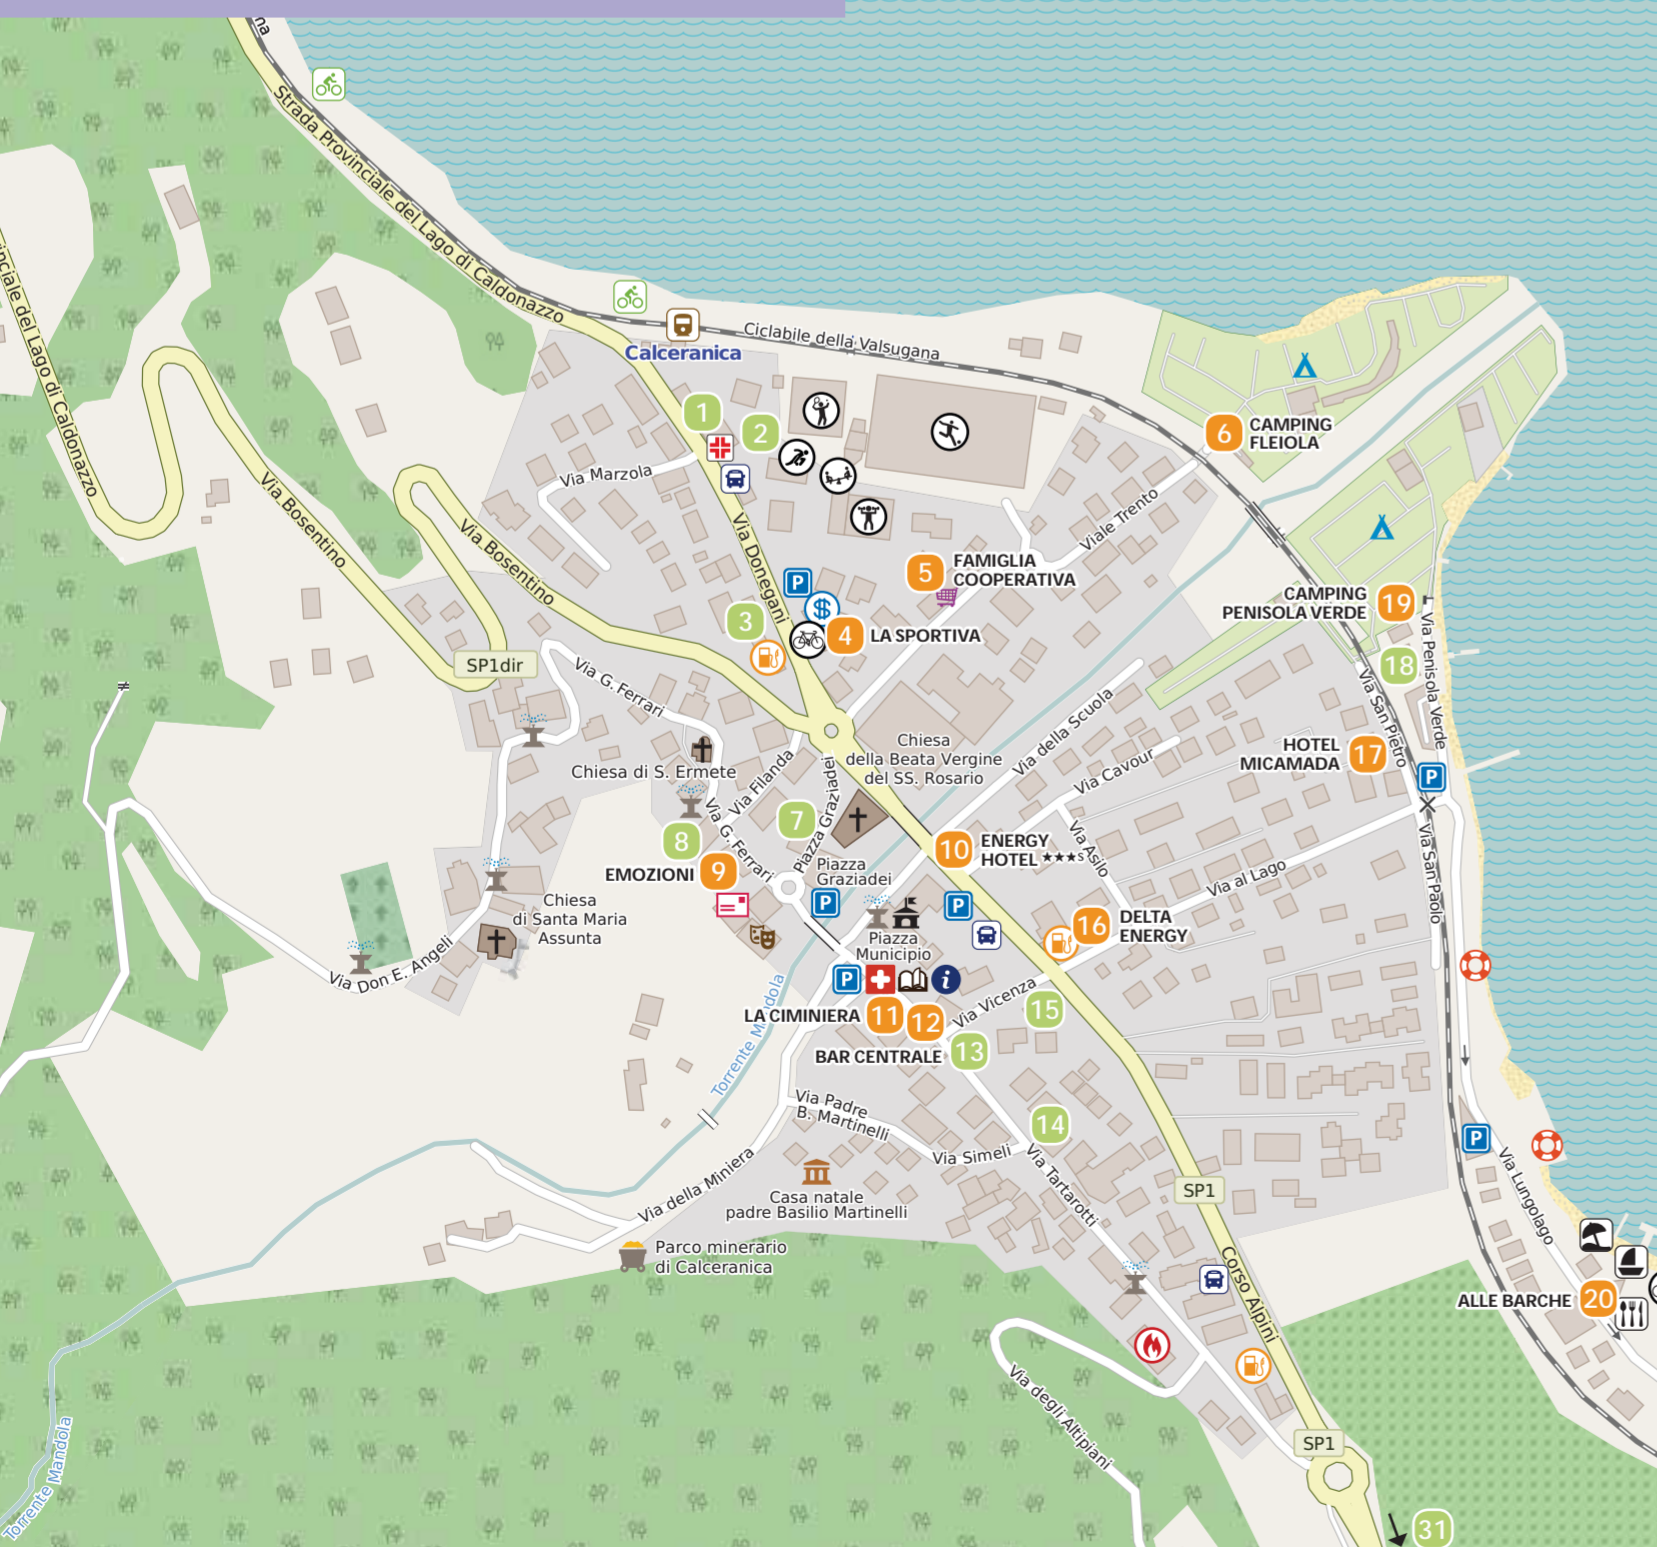 na
Strada Provinciale del Lago di Caldonazzo
nciale del Lago di Caldonazzo
Ciclabile della Valsugana
Calceranica
1
2
6
CAMPING
FLEIOLA
Via Marzola
Via Bosentino
Via Bosentino
Via Donegani
Viale Trento
P
5
FAMIGLIA
COOPERATIVA
$
3
4
LA SPORTIVA
CAMPING
PENISOLA VERDE
19
18
Via Penisola Verde
SP1dir
Via G. Ferrari
Via San Pietro
Via della Scuola
Chiesa
della Beata Vergine
del SS. Rosario
HOTEL
MICAMADA
17
P
Chiesa di S. Ermete
Via Filanda
Piazza Graziadei
Via Cavour
Via G. Ferrari
7
8
10
ENERGY
HOTEL ★★★S
Via Asilo
Via San Paolo
Via al Lago
EMOZIONI
9
Piazza
Graziadei
P
P
Chiesa
di Santa Maria
Assunta
16
DELTA
ENERGY
Piazza
Municipio
Via Don E. Angeli
P
i
Via Vicenza
LA CIMINIERA
11
12
15
BAR CENTRALE
13
Torrente Mandola
Via Padre
B. Martinelli
14
P
Via Simeli
Via della Miniera
Via Tartarotti
SP1
Via Lungolago
Casa natale
padre Basilio Martinelli
Parco minerario
di Calceranica
Corso Alpini
ALLE BARCHE
20
Via degli Altipiani
Torrente Mandola
SP1
31